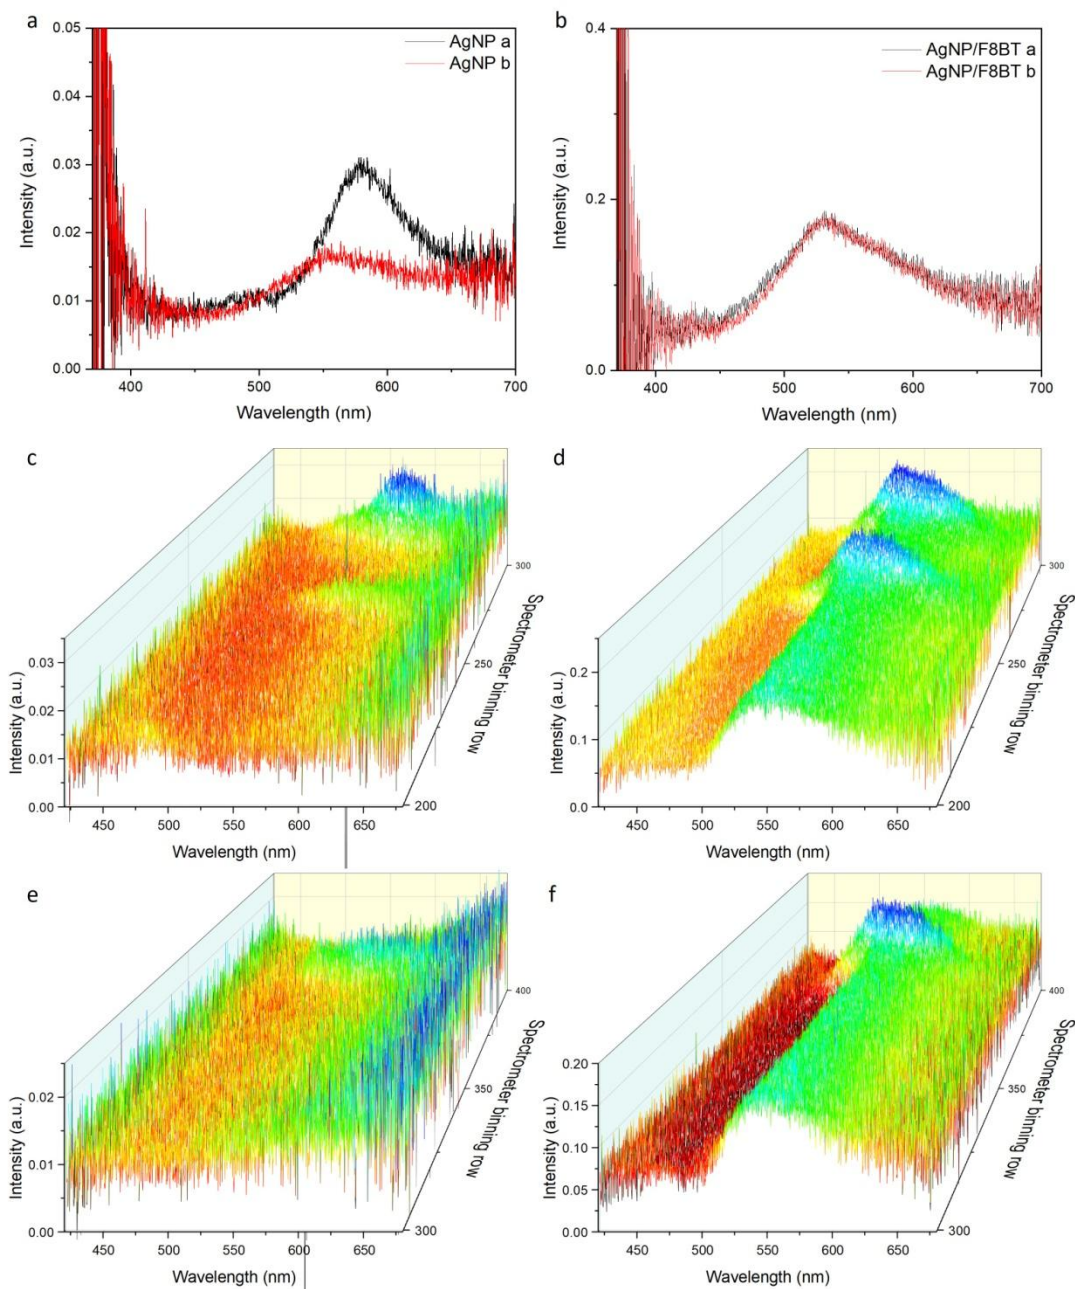 a
0.05
0.04
0.03
0.02
0.01
0.00
Intensity (a.u.)
AgNP a
AgNP b
400
500
600
700
Wavelength (nm)
b
0.4
0.2
0.0
Intensity (a.u.)
AgNP/F8BT a
AgNP/F8BT b
400
500
600
700
Wavelength (nm)
c
0.03
0.02
0.01
0.00
Intensity (a.u.)
450
500
550
600
650
Wavelength (nm)
200
250
300
Spectrometer binning row
d
0.2
0.1
0.0
Intensity (a.u.)
450
500
550
600
650
Wavelength (nm)
200
250
300
Spectrometer binning row
e
0.02
0.01
0.00
Intensity (a.u.)
450
500
550
600
650
Wavelength (nm)
300
350
400
Spectrometer binning row
f
0.20
0.15
0.10
0.05
0.00
Intensity (a.u.)
450
500
550
600
650
Wavelength (nm)
300
350
400
Spectrometer binning row